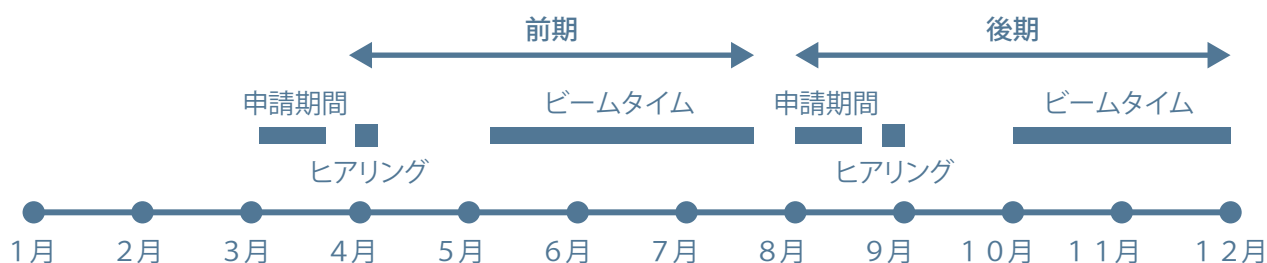 前期 後期
申請期間 ビームタイム 申請期間 ビームタイム
ヒアリング ヒアリング
1月 2月 3月 4月 5月 6月 7月 8月 9月 10月 11月 12月